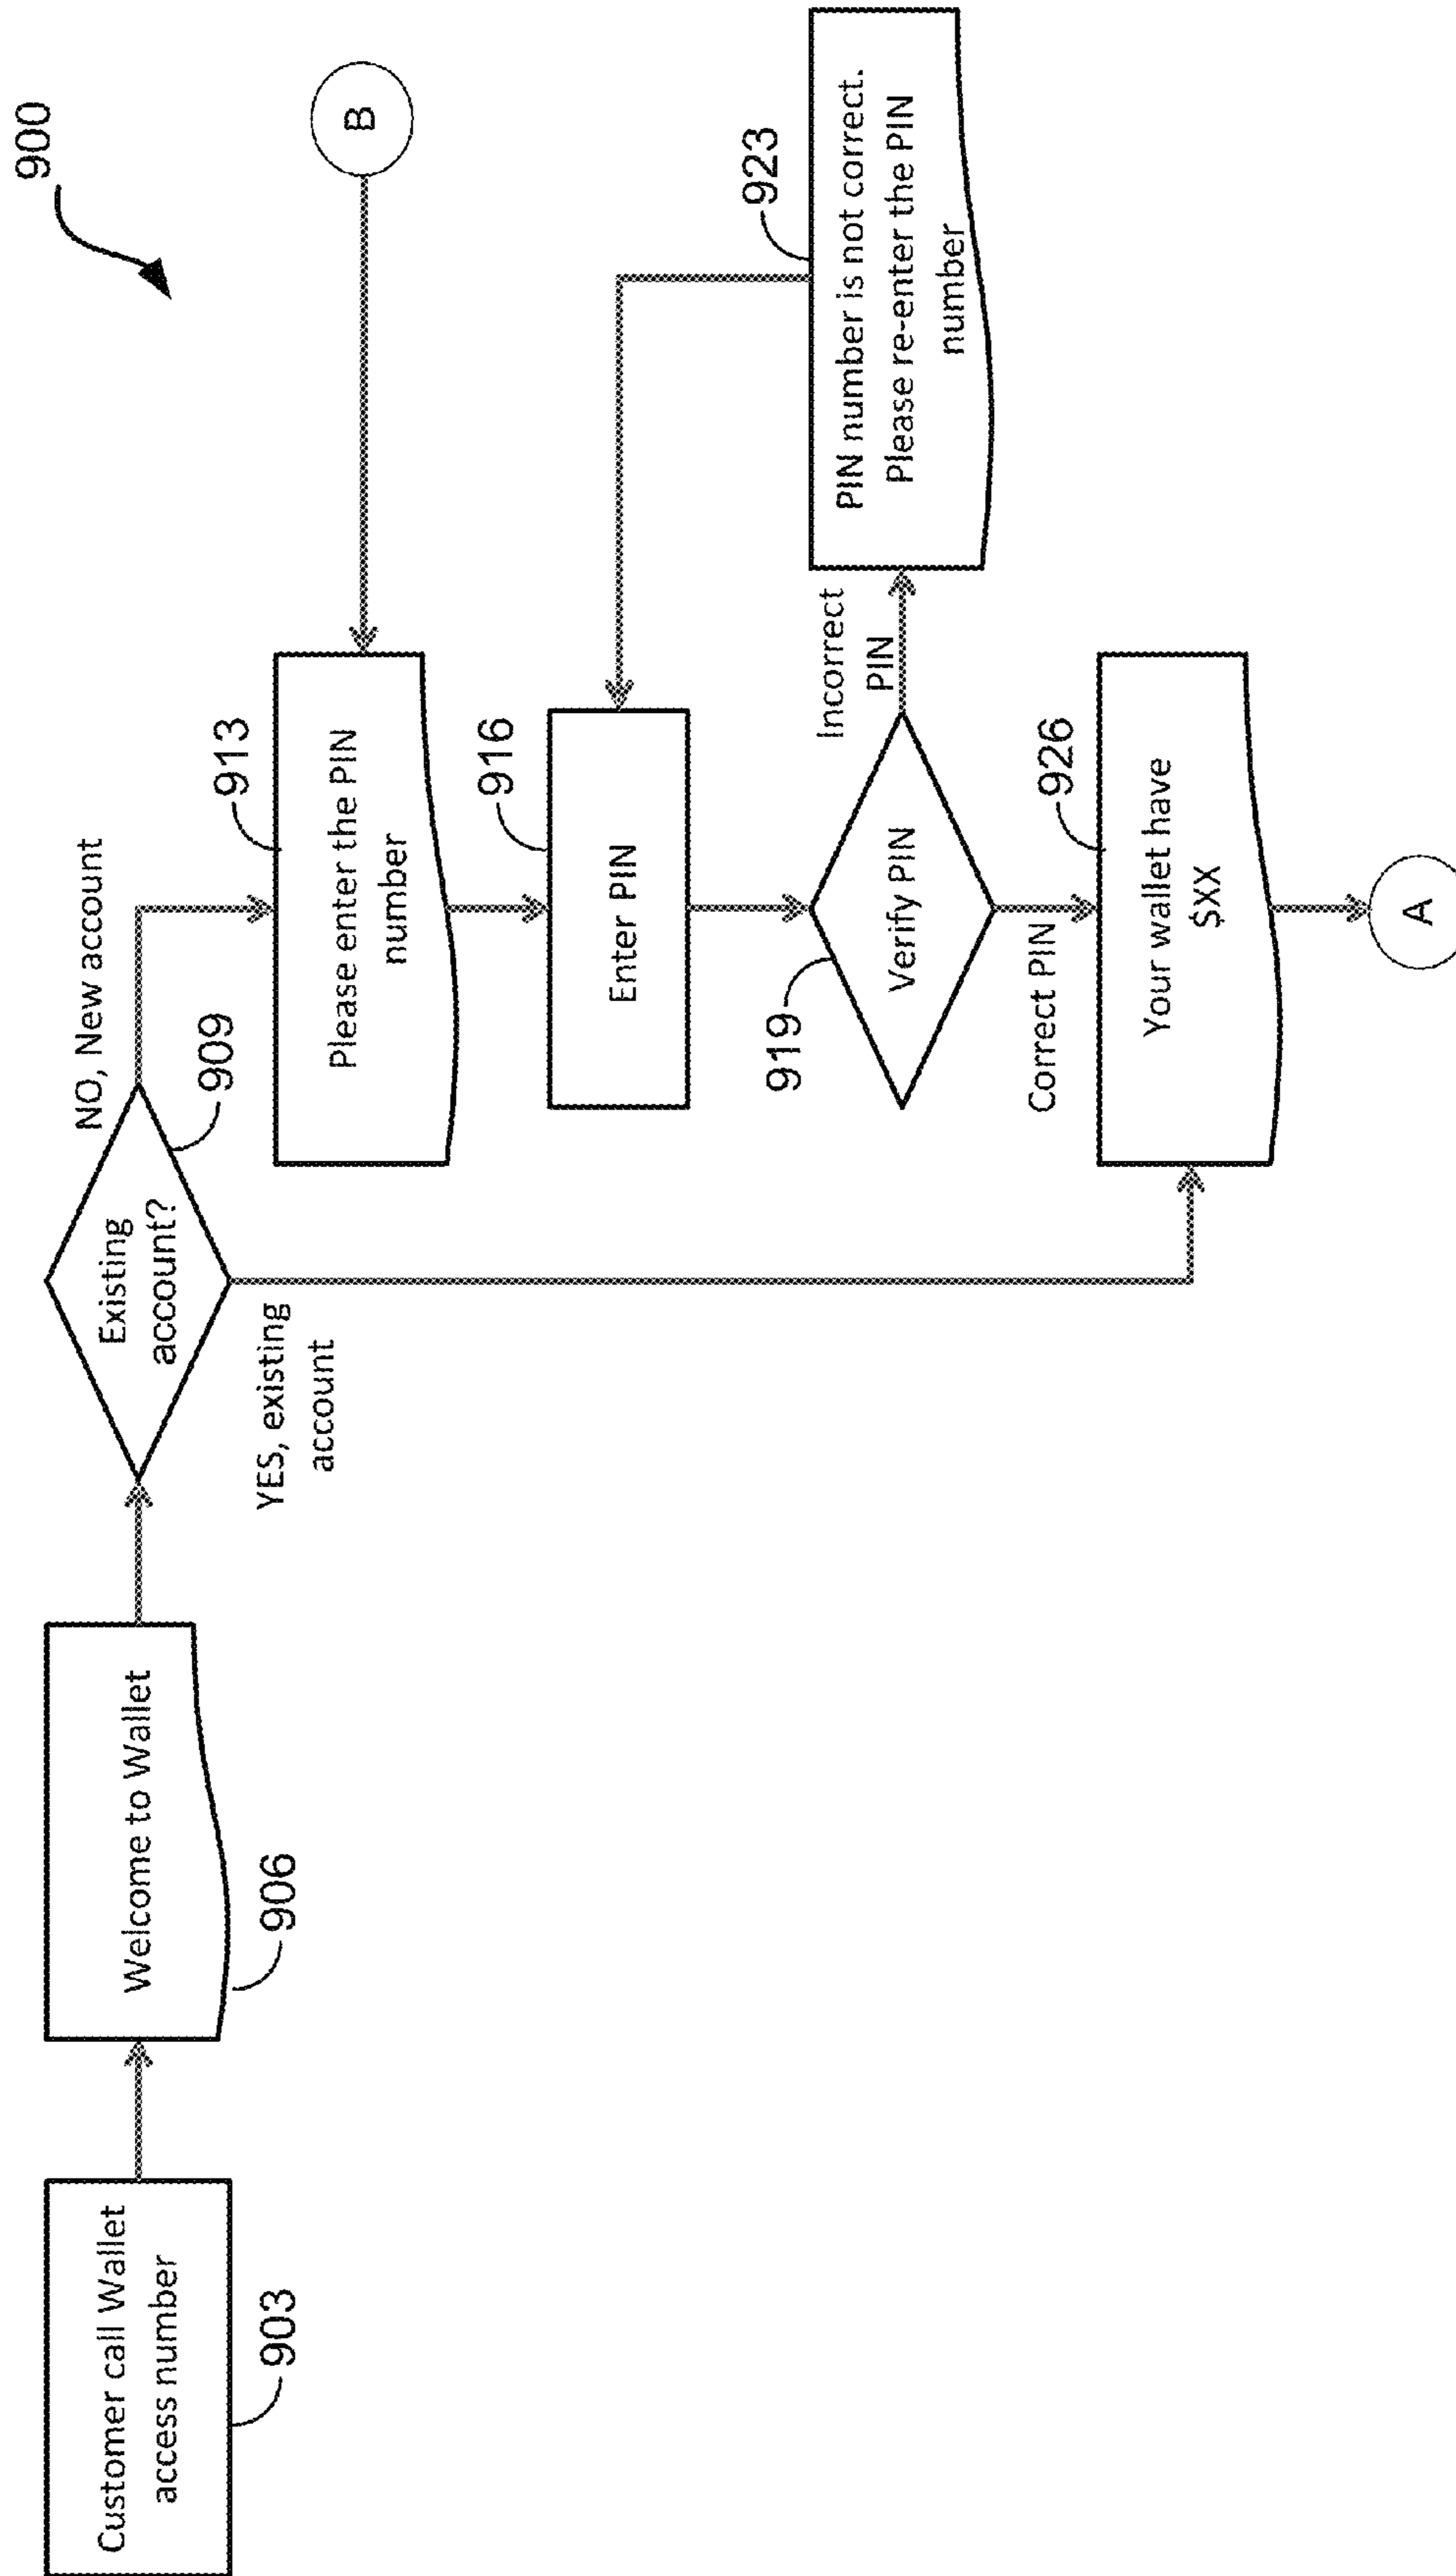 900
Customer call Wallet
access number
903
Welcome to Wallet
906
Existing
account?
909
NO, New account
YES, existing
account
B
Please enter the PIN
number
913
Enter PIN
916
Verify PIN
919
Incorrect
PIN
PIN number is not correct.
Please re-enter the PIN
number
923
Correct PIN
Your wallet have
$XX
926
A